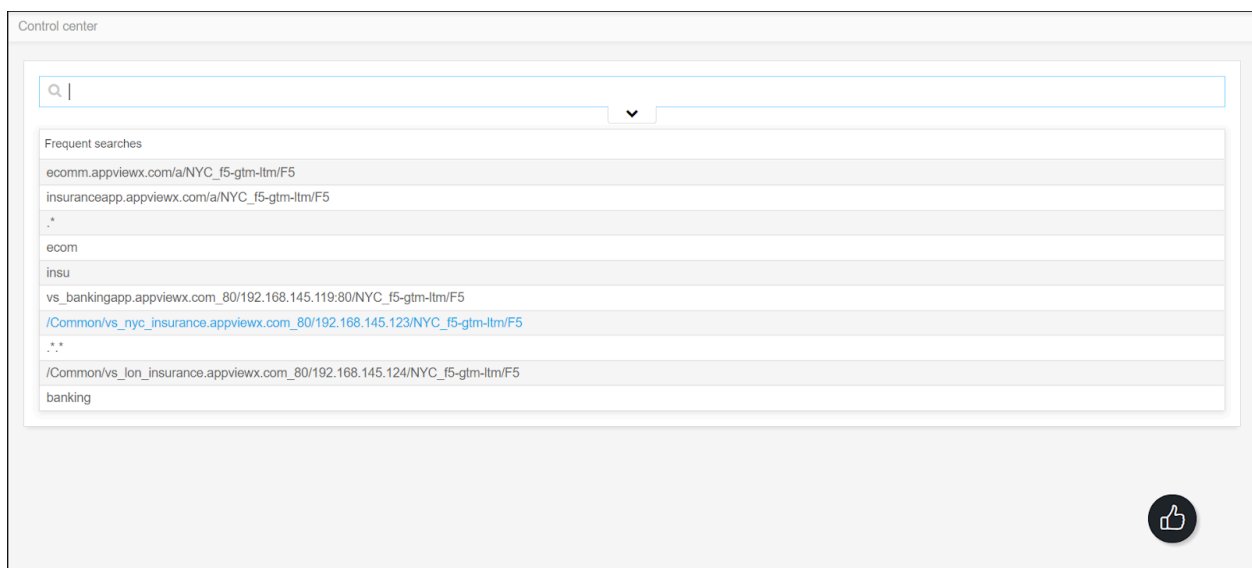 Control center
Frequent searches
ecomm.appviewx.com/a/NYC_f5-gtm-ltm/F5
insuranceapp.appviewx.com/a/NYC_f5-gtm-ltm/F5
.*
ecom
insu
vs_bankingapp.appviewx.com_80/192.168.145.119:80/NYC_f5-gtm-ltm/F5
/Common/vs_nyc_insurance.appviewx.com_80/192.168.145.123/NYC_f5-gtm-ltm/F5
.*.*
/Common/vs_lon_insurance.appviewx.com_80/192.168.145.124/NYC_f5-gtm-ltm/F5
banking